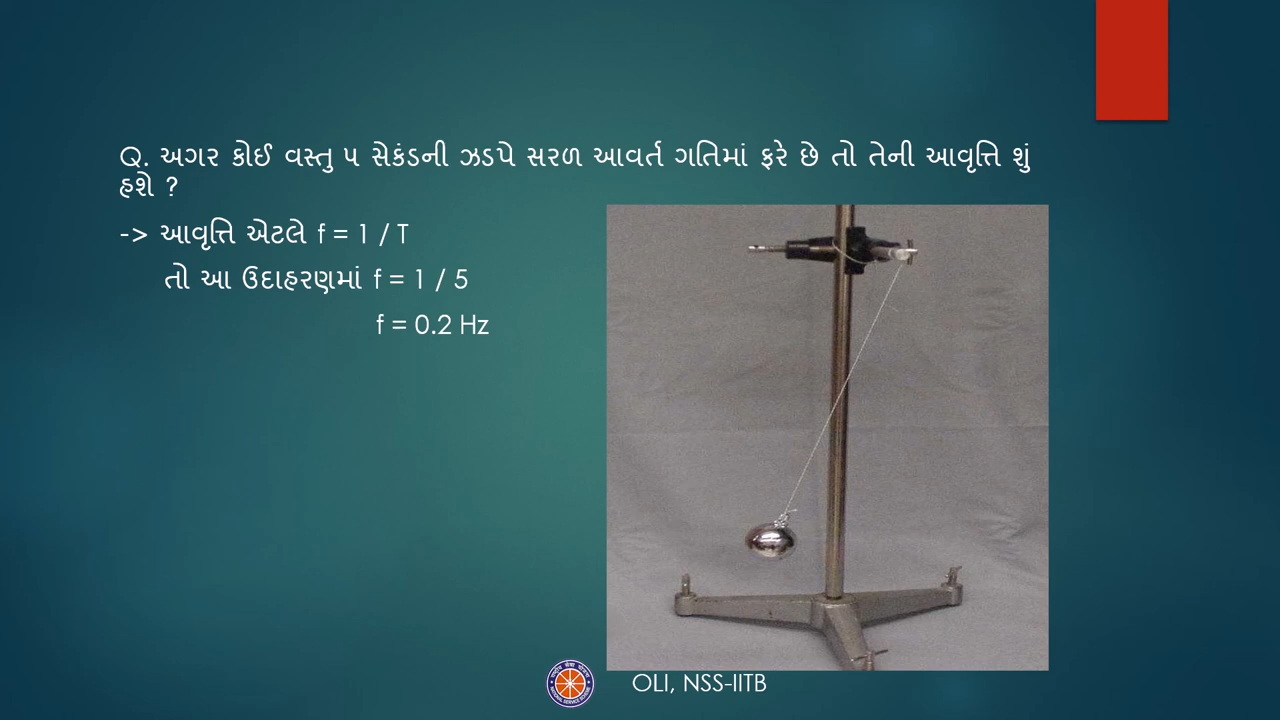 Q. અગર કોઈ વસ્તુ ૫ સેકંડની ઝડપે સરળ આવર્ત ગતિમાં ફરે છે તો તેની આવૃત્તિ શું
હશે ?
-> આવૃત્તિ એટલે f = 1 / T
તો આ ઉદાહરણમાં f = 1 / 5
f = 0.2 Hz
OLI, NSS-IITB